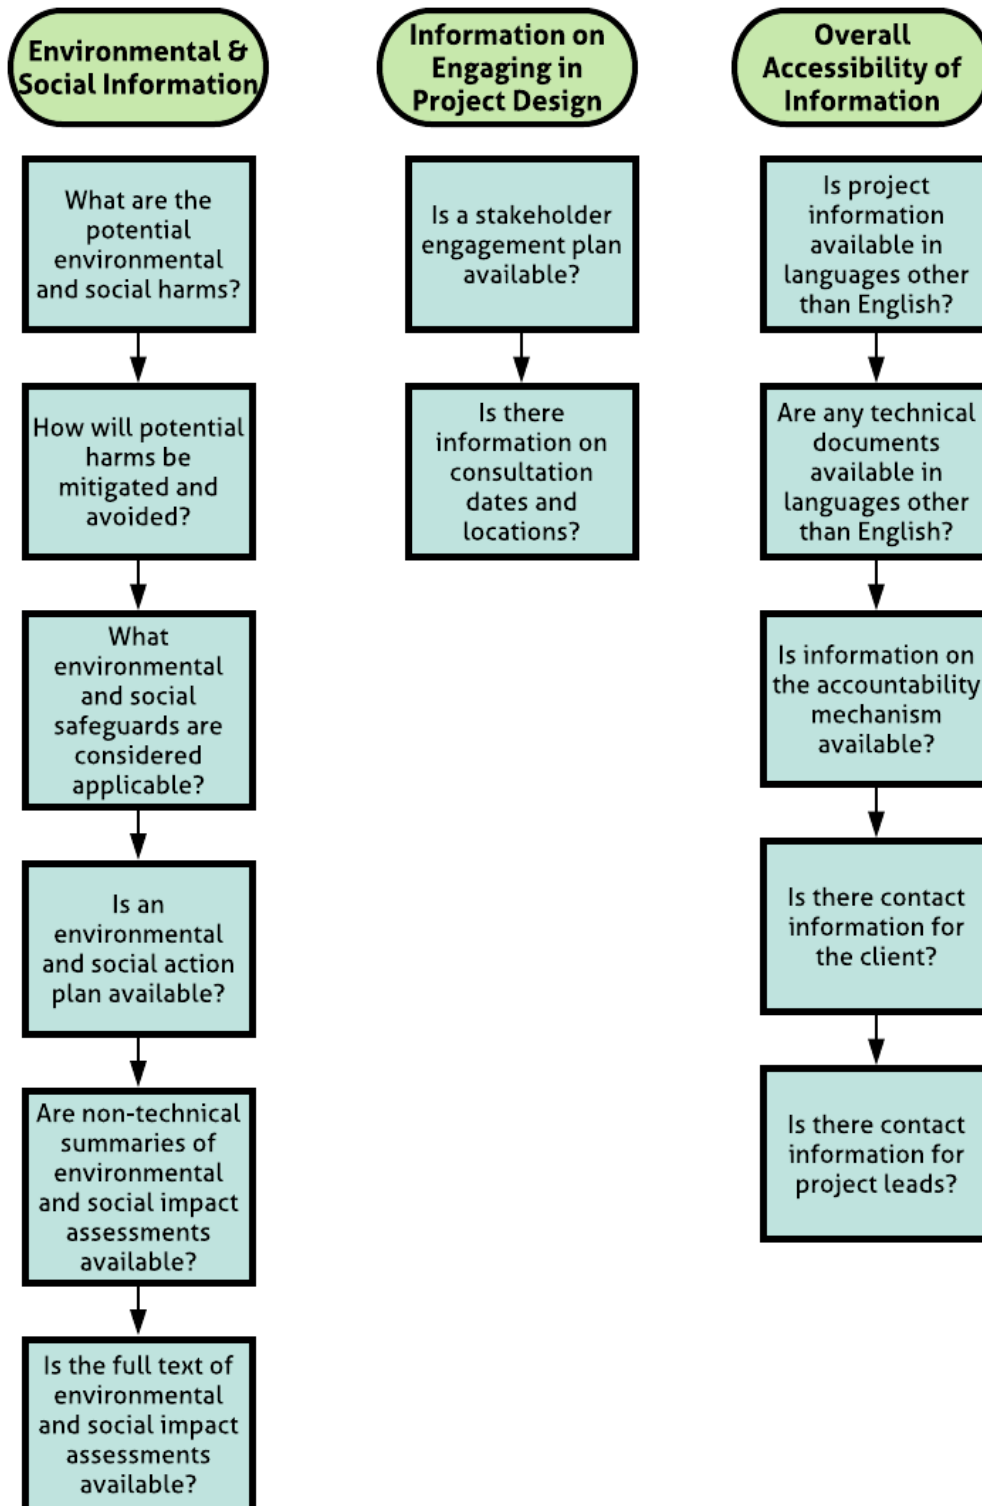 Environmental &
Social Information
What are the
potential
environmental
and social harms?
How will potential
harms be
mitigated and
avoided?
What
environmental
and social
safeguards are
considered
applicable?
Is an
environmental
and social action
plan available?
Are non-technical
summaries of
environmental
and social impact
assessments
available?
Is the full text of
environmental
and social impact
assessments
available?
Information on
Engaging in
Project Design
Is a stakeholder
engagement plan
available?
Is there
information on
consultation
dates and
locations?
Overall
Accessibility of
Information
Is project
information
available in
languages other
than English?
Are any technical
documents
available in
languages other
than English?
Is information on
the accountability
mechanism
available?
Is there contact
information for
the client?
Is there contact
information for
project leads?